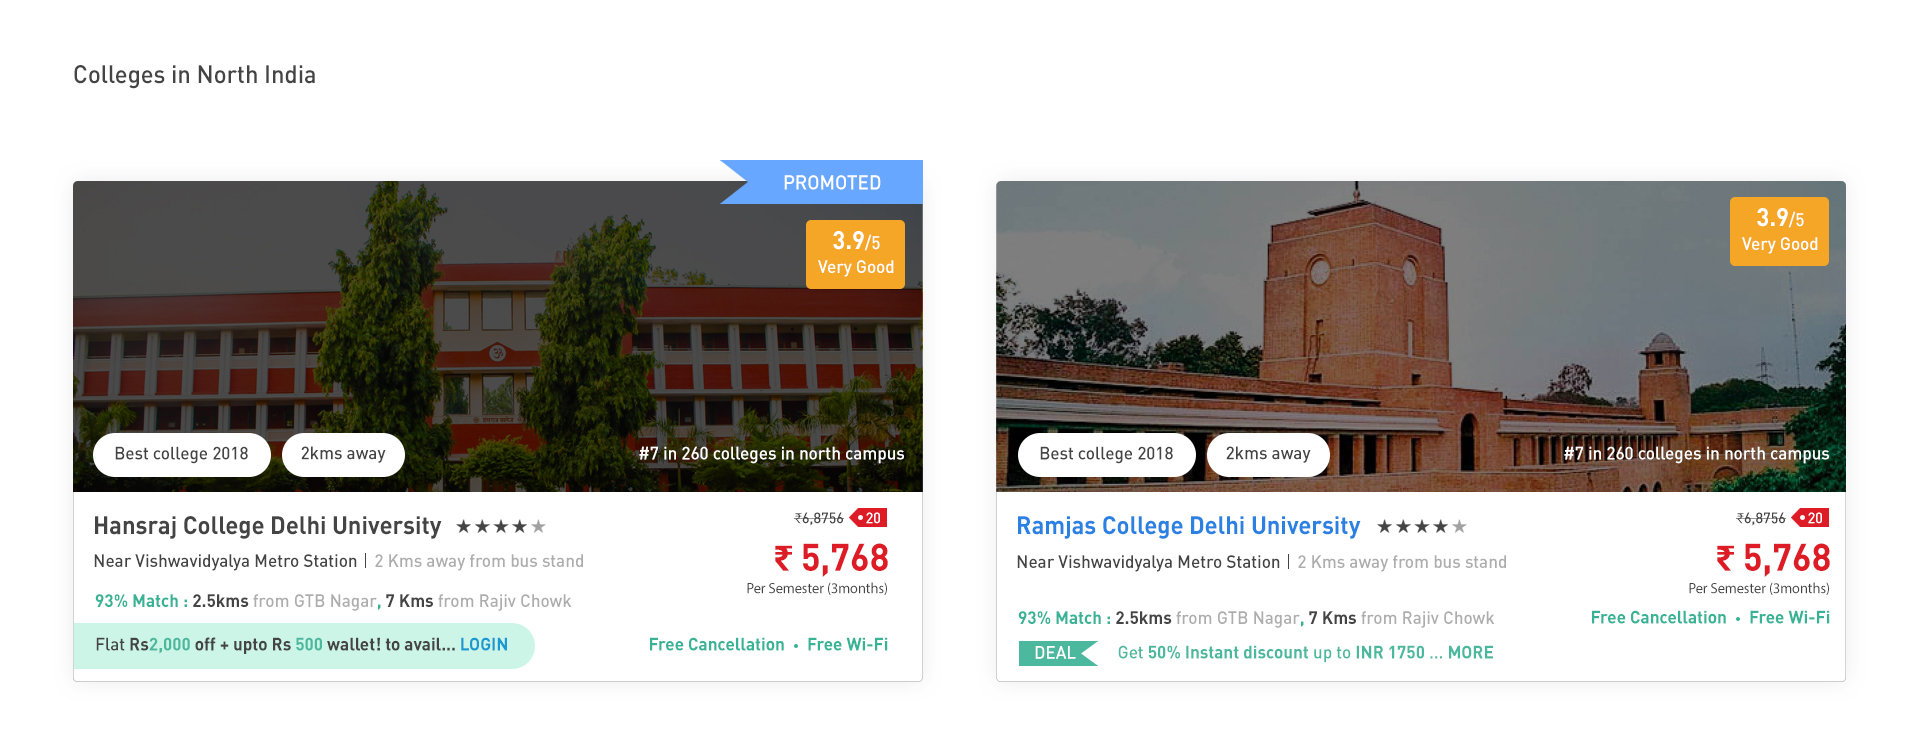 Colleges in North India
PROMOTED
3.9/5
Very Good
Best college 2018
2kms away
#7 in 260 colleges in north campus
Hansraj College Delhi University ★★★★★
₹6,8756 20
₹ 5,768
Near Vishwavidyalya Metro Station | 2 Kms away from bus stand
Per Semester (3months)
93% Match : 2.5kms from GTB Nagar, 7 Kms from Rajiv Chowk
Flat Rs2,000 off + upto Rs 500 wallet! to avail... LOGIN
Free Cancellation • Free Wi-Fi
3.9/5
Very Good
Best college 2018
2kms away
#7 in 260 colleges in north campus
Ramjas College Delhi University ★★★★★
₹6,8756 20
₹ 5,768
Near Vishwavidyalya Metro Station | 2 Kms away from bus stand
Per Semester (3months)
93% Match : 2.5kms from GTB Nagar, 7 Kms from Rajiv Chowk
Free Cancellation • Free Wi-Fi
DEAL Get 50% Instant discount up to INR 1750 ... MORE